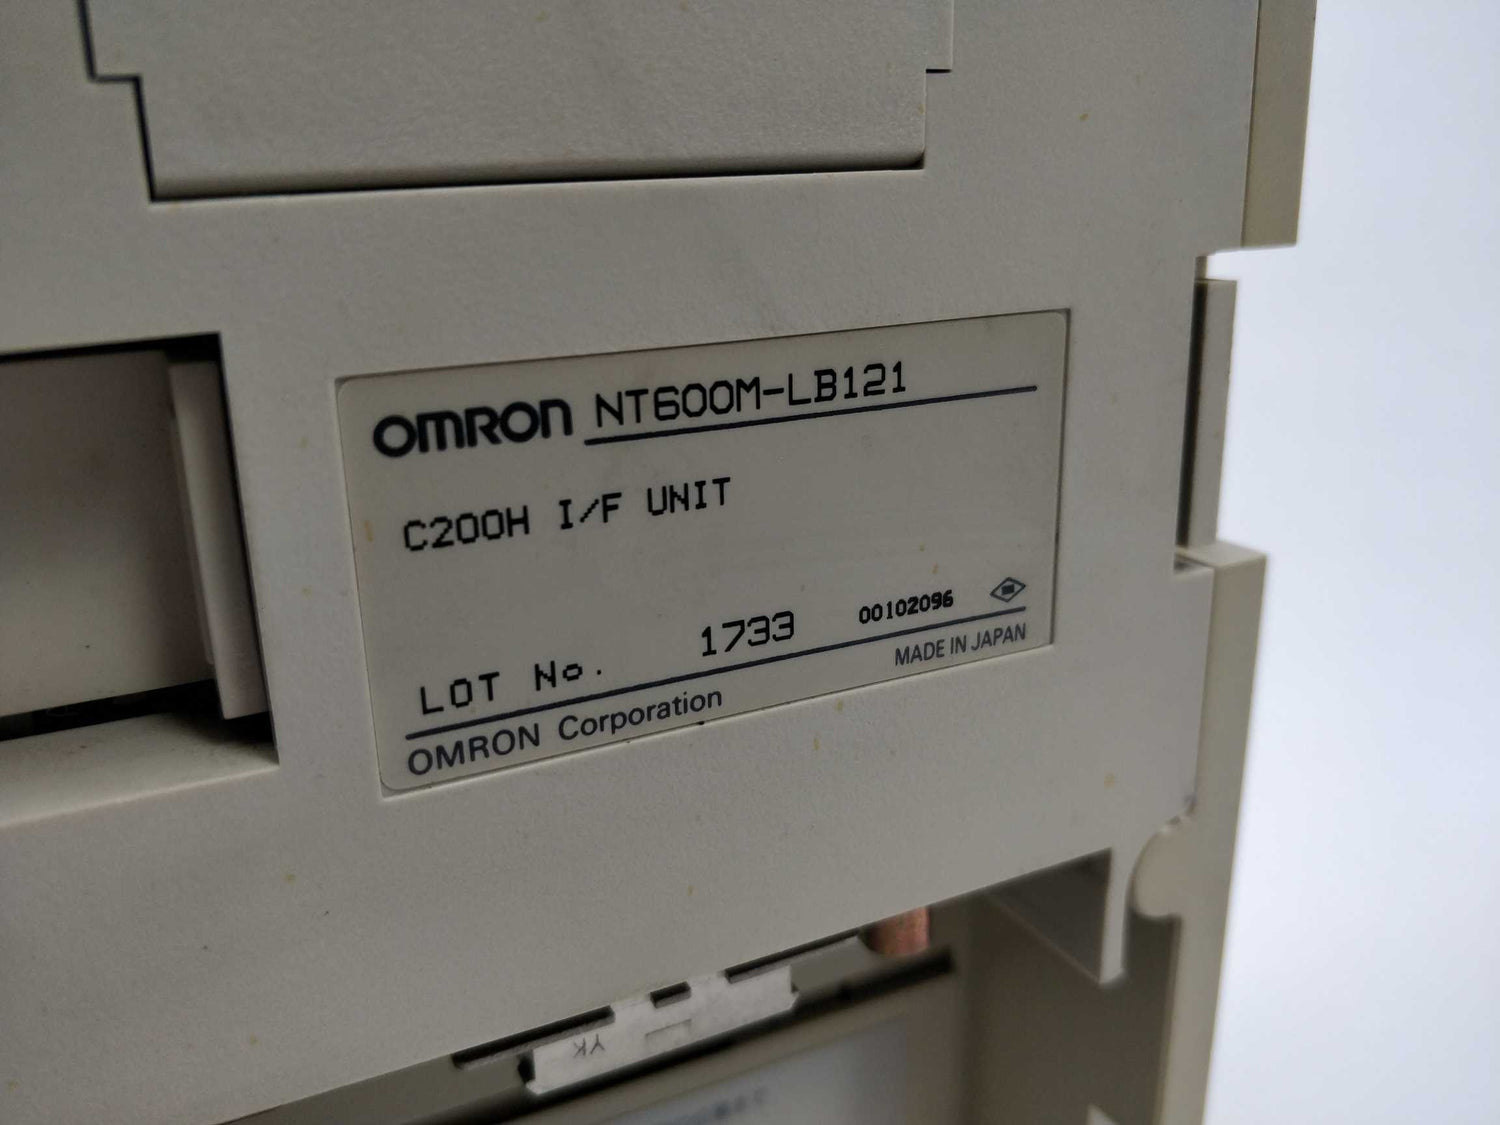 OMRON NT600M-LB121
C200H I/F UNIT
LOT No. 1733 00102096
OMRON Corporation MADE IN JAPAN
YK